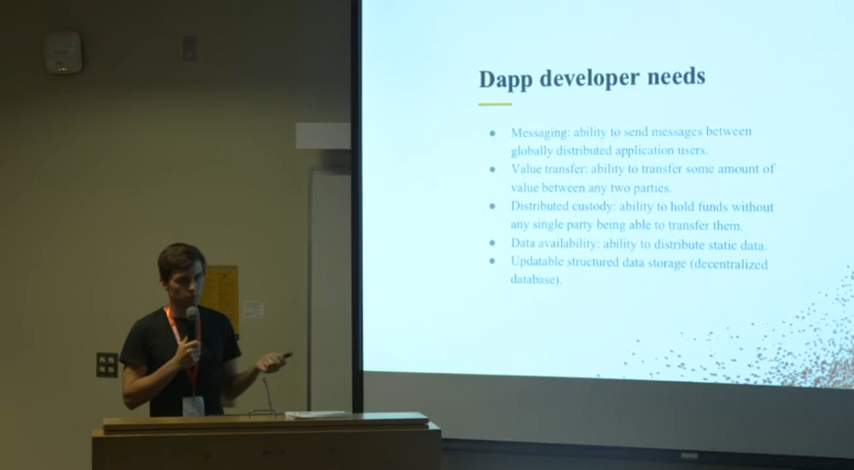 Dapp developer needs
● Messaging: ability to send messages between
globally distributed application users.
● Value transfer: ability to transfer some amount of
value between any two parties.
● Distributed custody: ability to hold funds without
any single party being able to transfer them.
● Data availability: ability to distribute static data.
● Updatable structured data storage (decentralized
database).